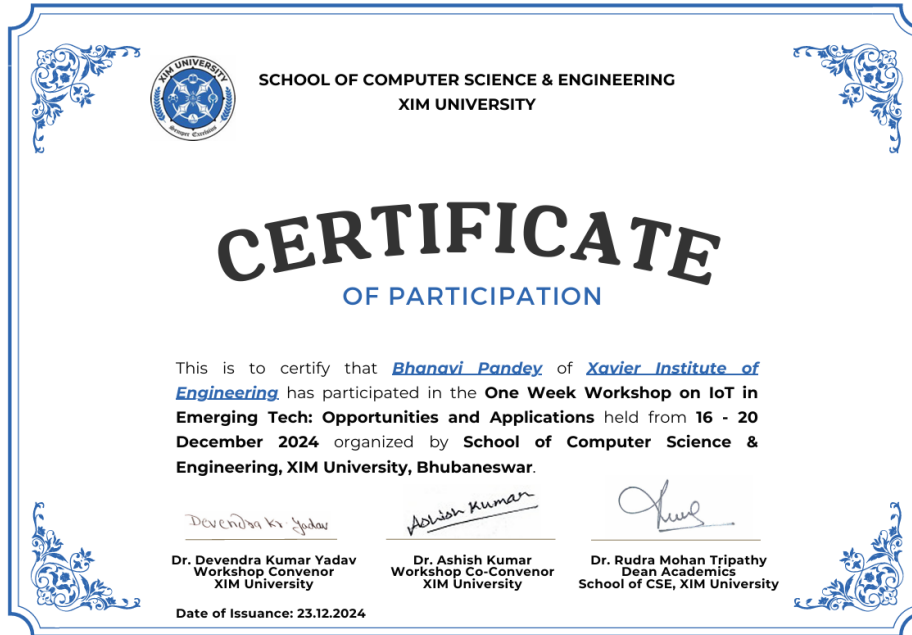 XIM UNIVERSITY
Semper Excelsius
SCHOOL OF COMPUTER SCIENCE & ENGINEERING
XIM UNIVERSITY
CERTIFICATE
OF PARTICIPATION
This is to certify that Bhanavi Pandey of Xavier Institute of
Engineering has participated in the One Week Workshop on IoT in
Emerging Tech: Opportunities and Applications held from 16 - 20
December 2024 organized by School of Computer Science &
Engineering, XIM University, Bhubaneswar.
Devendra Kr. Yadav
Ashish Kumar
Dr. Devendra Kumar Yadav
Workshop Convenor
XIM University
Dr. Ashish Kumar
Workshop Co-Convenor
XIM University
Dr. Rudra Mohan Tripathy
Dean Academics
School of CSE, XIM University
Date of Issuance: 23.12.2024